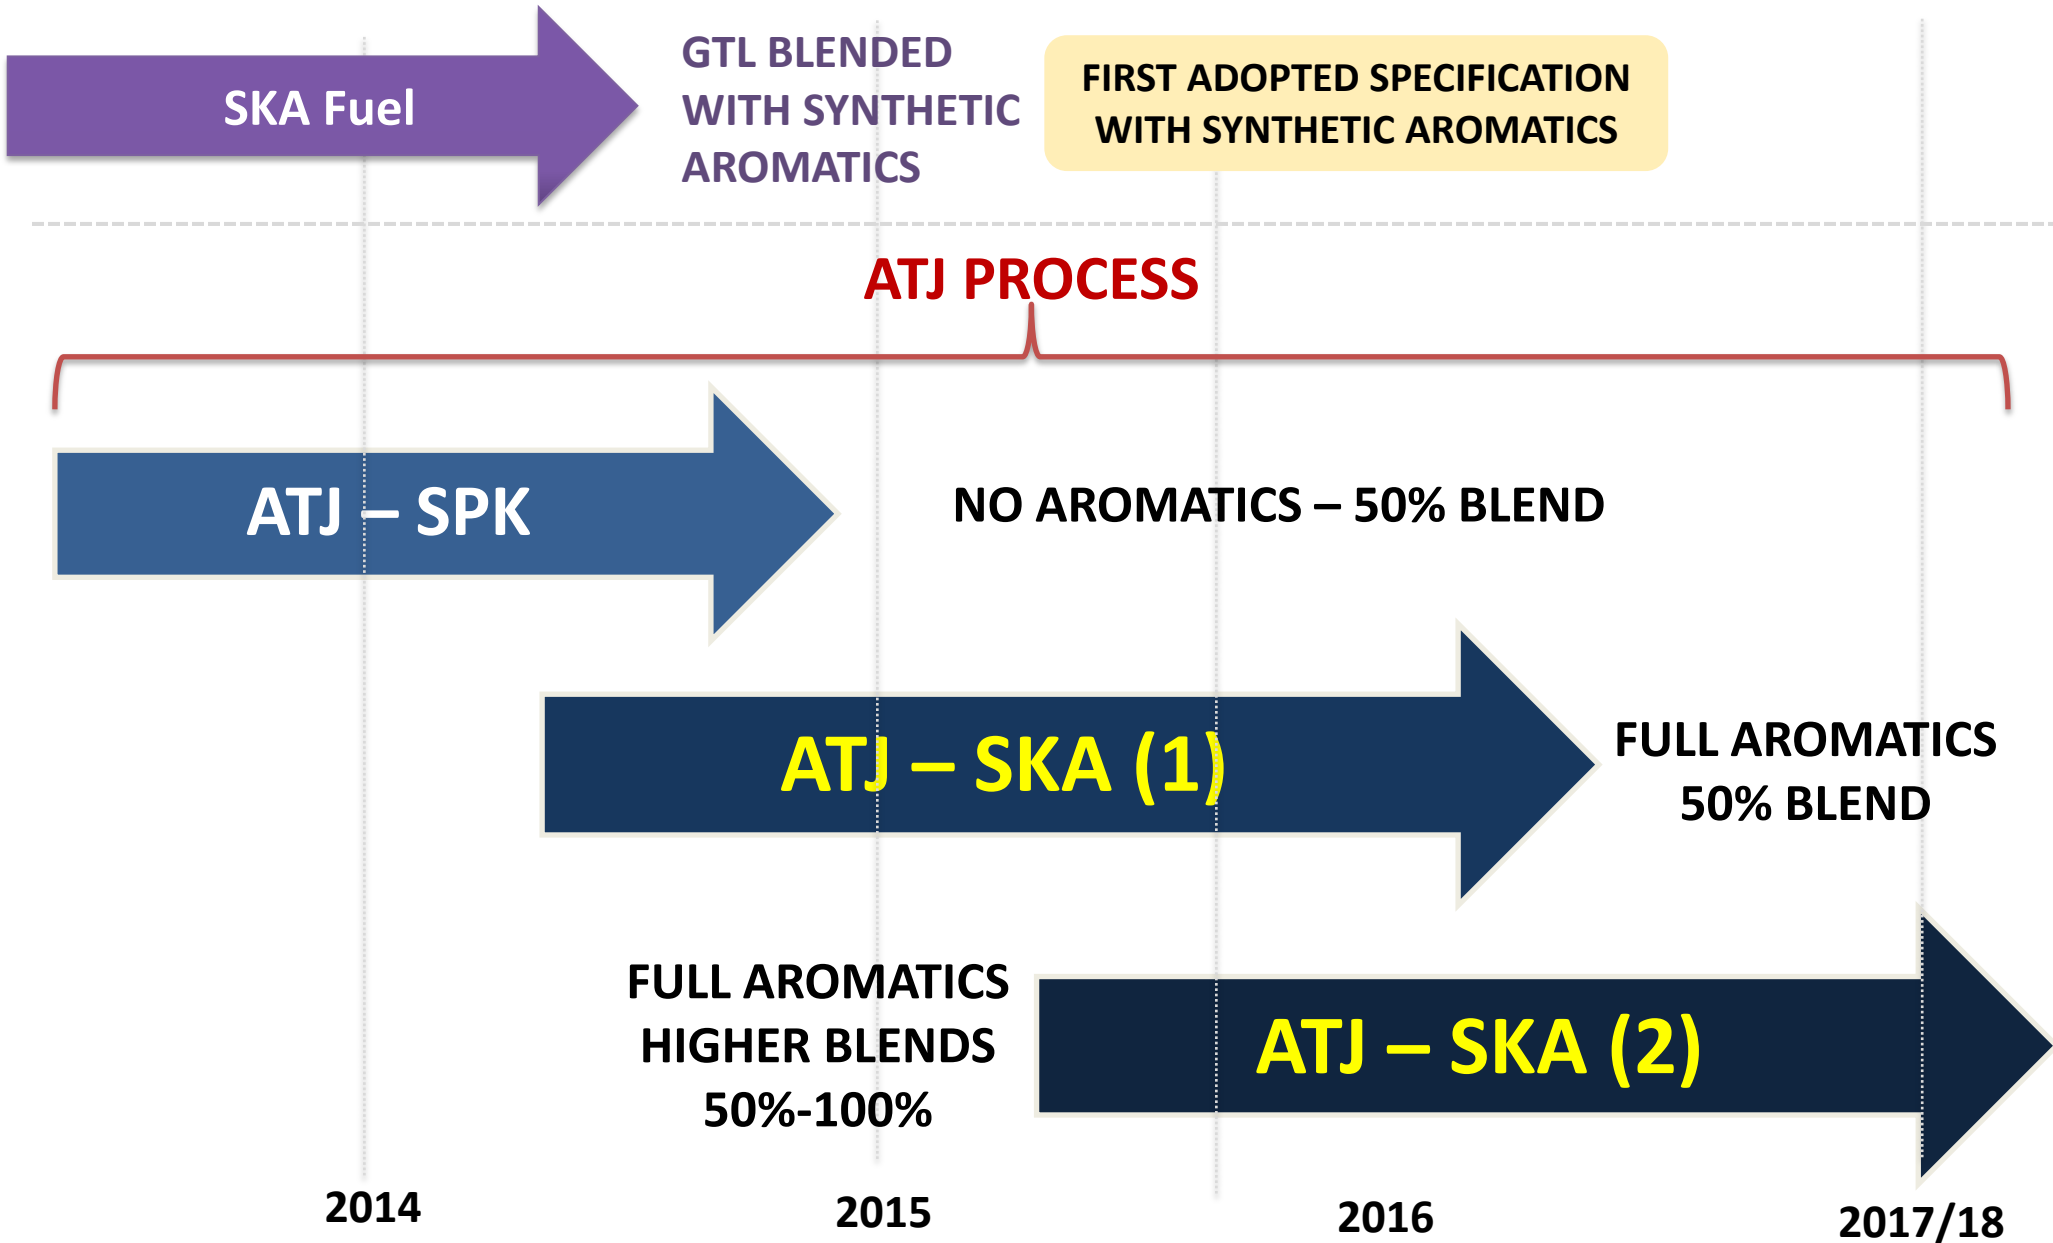 SKA Fuel
GTL BLENDED
WITH SYNTHETIC
AROMATICS
FIRST ADOPTED SPECIFICATION
WITH SYNTHETIC AROMATICS
ATJ PROCESS
ATJ – SPK
NO AROMATICS – 50% BLEND
ATJ – SKA (1)
FULL AROMATICS
50% BLEND
FULL AROMATICS
HIGHER BLENDS
50%-100%
ATJ – SKA (2)
2014
2015
2016
2017/18